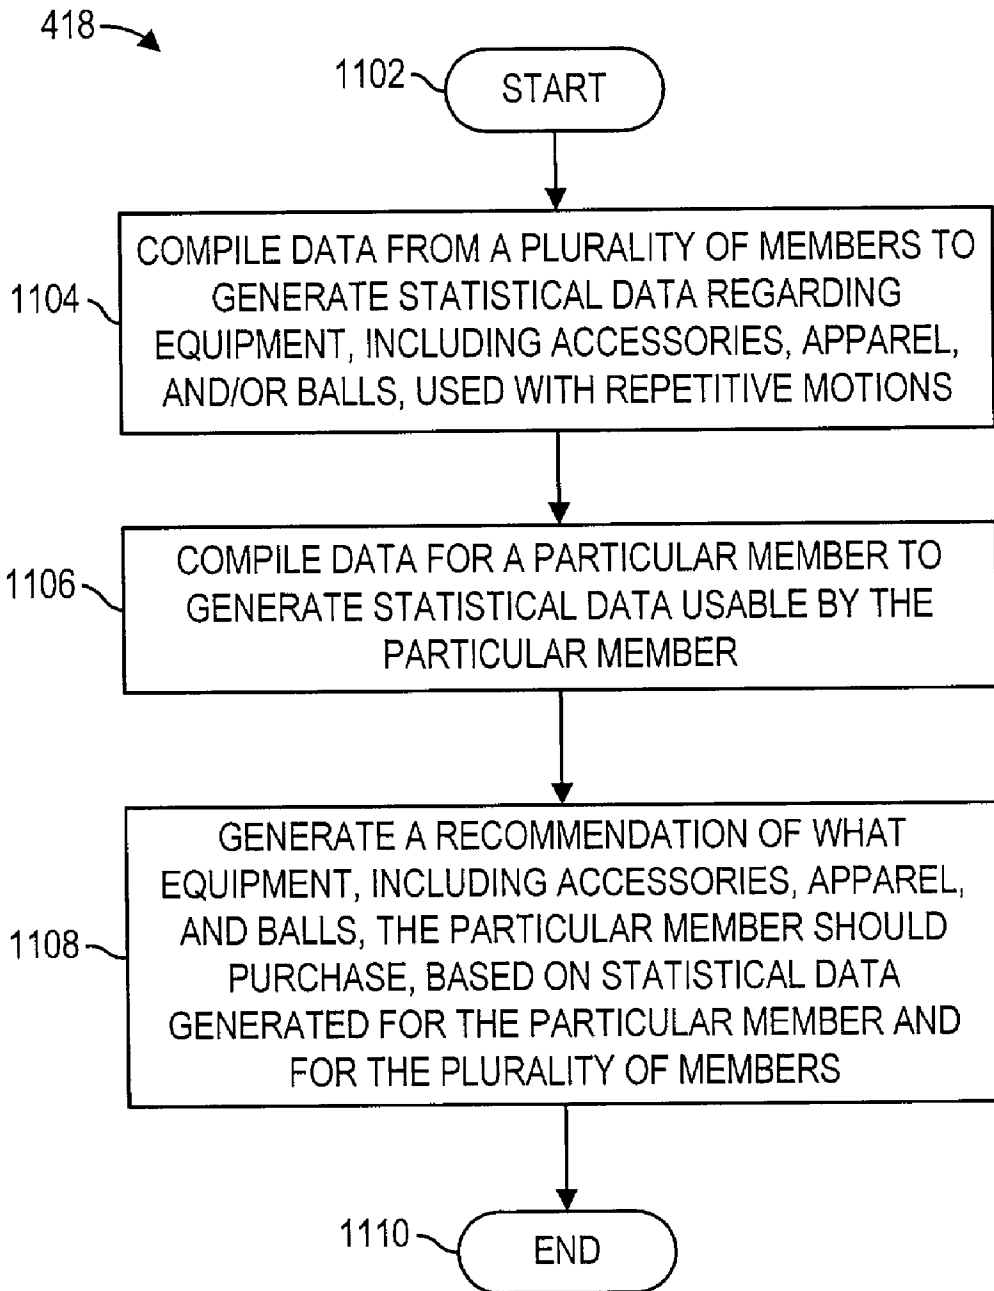 418
1102
START
1104
COMPILE DATA FROM A PLURALITY OF MEMBERS TO
GENERATE STATISTICAL DATA REGARDING
EQUIPMENT, INCLUDING ACCESSORIES, APPAREL,
AND/OR BALLS, USED WITH REPETITIVE MOTIONS
1106
COMPILE DATA FOR A PARTICULAR MEMBER TO
GENERATE STATISTICAL DATA USABLE BY THE
PARTICULAR MEMBER
1108
GENERATE A RECOMMENDATION OF WHAT
EQUIPMENT, INCLUDING ACCESSORIES, APPAREL,
AND BALLS, THE PARTICULAR MEMBER SHOULD
PURCHASE, BASED ON STATISTICAL DATA
GENERATED FOR THE PARTICULAR MEMBER AND
FOR THE PLURALITY OF MEMBERS
1110
END